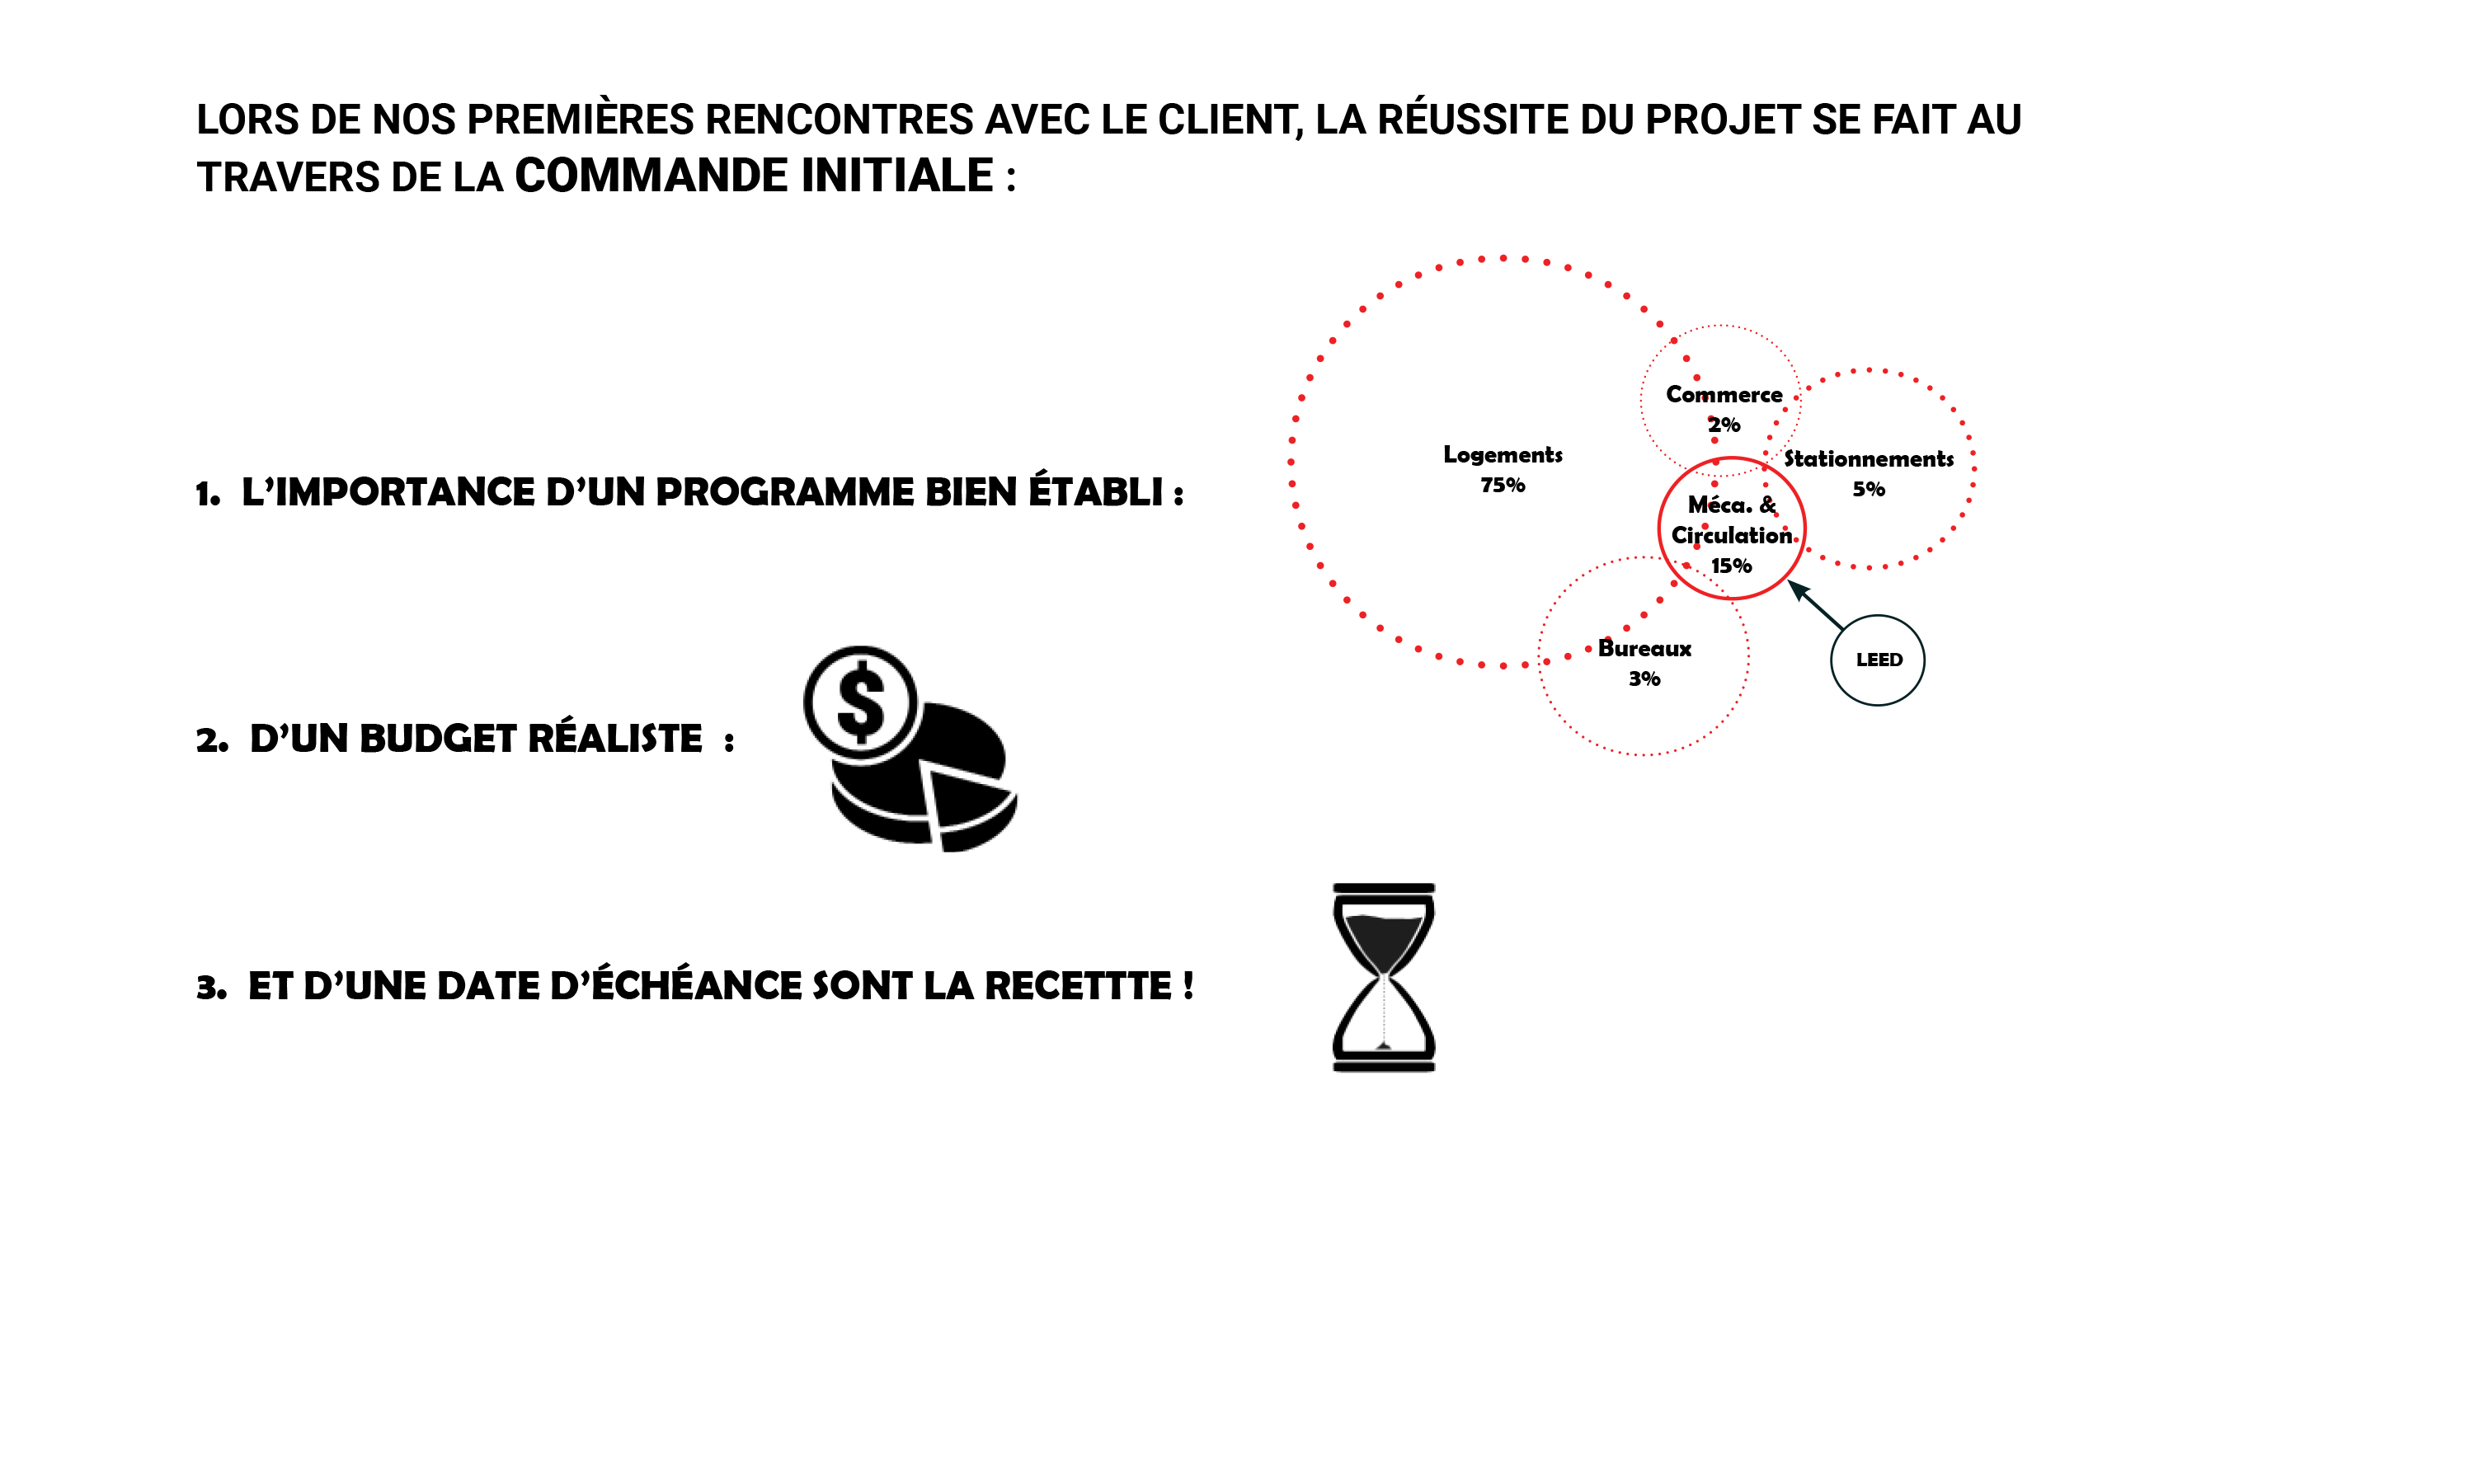 LORS DE NOS PREMIÈRES RENCONTRES AVEC LE CLIENT, LA RÉUSSITE DU PROJET SE FAIT AU
TRAVERS DE LA COMMANDE INITIALE :
1. L’IMPORTANCE D’UN PROGRAMME BIEN ÉTABLI :
Logements
75%
Commerce
2%
Stationnements
5%
Méca. &
Circulation
15%
Bureaux
3%
LEED
2. D’UN BUDGET RÉALISTE :
$
3. ET D’UNE DATE D’ÉCHÉANCE SONT LA RECETTTE !